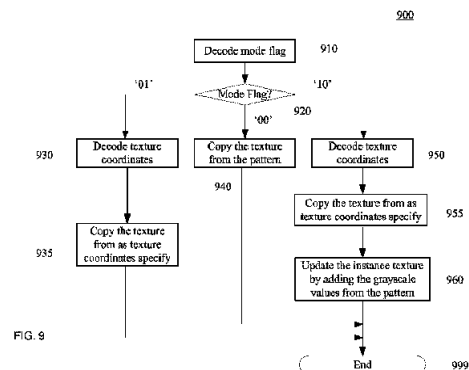 900
Decode mode flag
910
'01'
Mode Flag?
'10'
920
'00'
930
Decode texture
coordinates
Copy the texture
from the pattern
Decode texture
coordinates
950
940
Copy the texture from as
texture coordinates specify
955
935
Copy the texture
from as texture
coordinates specify
Update the instance texture
by adding the grayscale
values from the pattern
960
FIG. 9
End
999